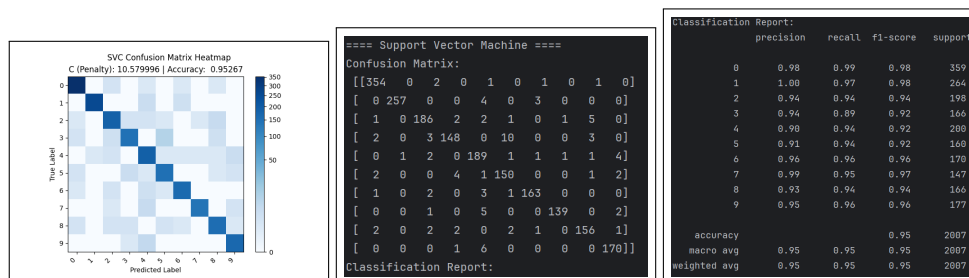 SVC Confusion Matrix Heatmap
C (Penalty): 10.579996 | Accuracy: 0.95267
True Label
0
1
2
3
4
5
6
7
8
9
0 1 2 3 4 5 6 7 8 9
Predicted Label
350
300
250
200
150
100
50
0
==== Support Vector Machine ====
Confusion Matrix:
[[354 0 2 0 1 0 1 0 1 0]
[ 0 257 0 0 4 0 3 0 0 0]
[ 1 0 186 2 2 1 0 1 5 0]
[ 2 0 3 148 0 10 0 0 3 0]
[ 0 1 2 0 189 1 1 1 1 4]
[ 2 0 0 4 1 150 0 0 1 2]
[ 1 0 2 0 3 1 163 0 0 0]
[ 0 0 1 0 5 0 0 139 0 2]
[ 2 0 2 2 0 2 1 0 156 1]
[ 0 0 0 1 6 0 0 0 0 170]]
Classification Report:
Classification Report:
precision recall f1-score support
0 0.98 0.99 0.98 359
1 1.00 0.97 0.98 264
2 0.94 0.94 0.94 198
3 0.94 0.89 0.92 166
4 0.90 0.94 0.92 200
5 0.91 0.94 0.92 160
6 0.96 0.96 0.96 170
7 0.99 0.95 0.97 147
8 0.93 0.94 0.94 166
9 0.95 0.96 0.96 177
accuracy 0.95 2007
macro avg 0.95 0.95 0.95 2007
weighted avg 0.95 0.95 0.95 2007